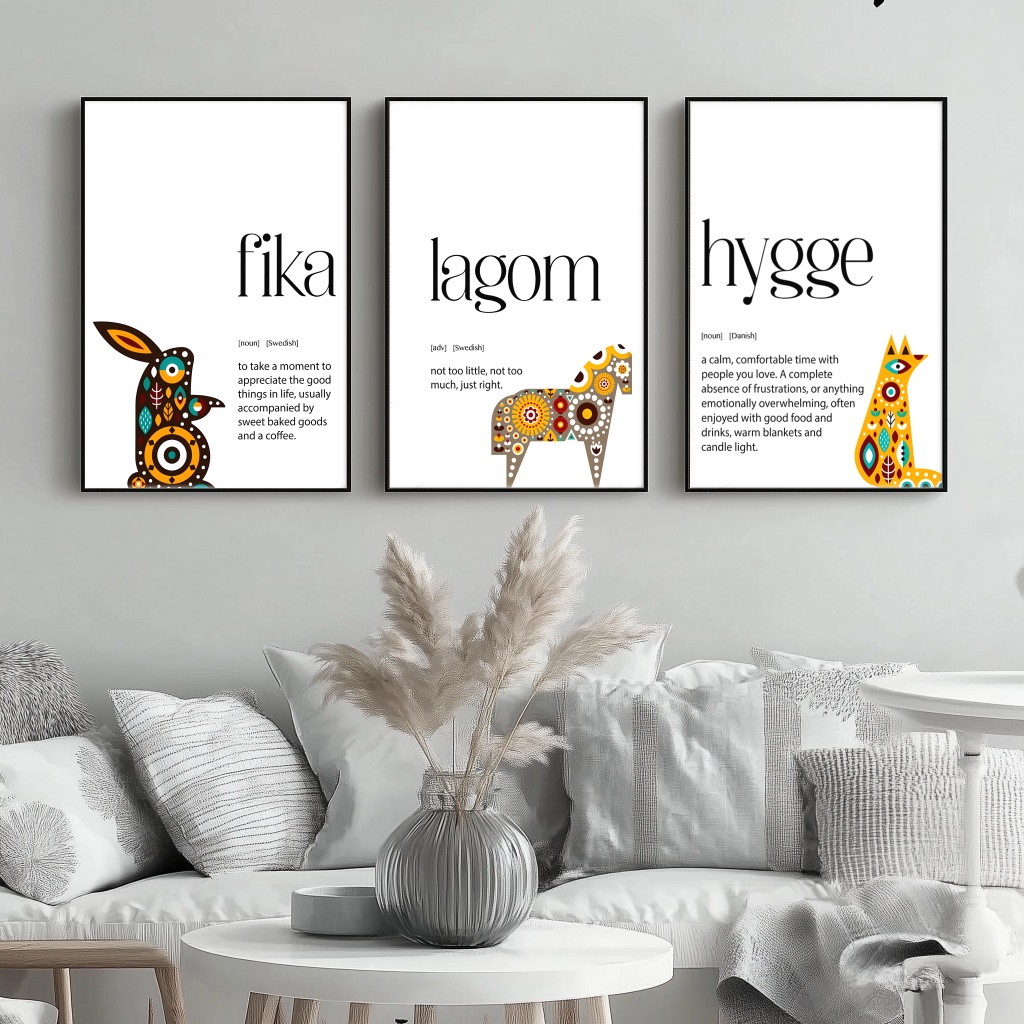 fika
[noun] [Swedish]
to take a moment to
appreciate the good
things in life, usually
accompanied by
sweet baked goods
and a coffee.
lagom
[adv] [Swedish]
not too little, not too
much, just right.
hygge
[noun] [Danish]
a calm, comfortable time with
people you love. A complete
absence of frustrations, or anything
emotionally overwhelming, often
enjoyed with good food and
drinks, warm blankets and
candle light.